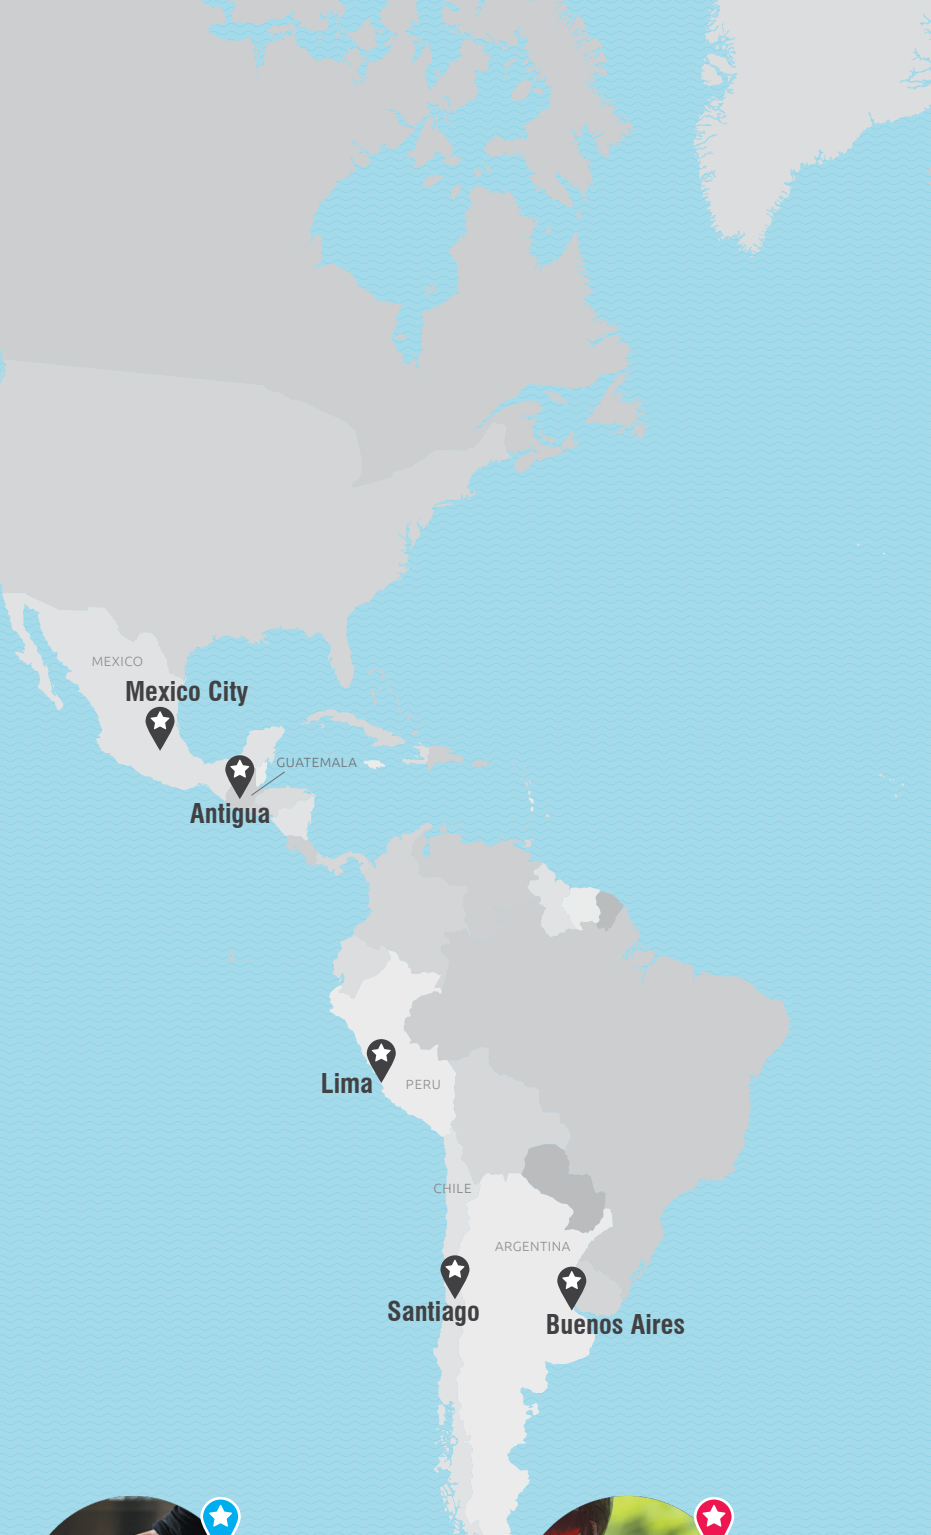 MEXICO
Mexico City
GUATEMALA
Antigua
Lima
PERU
CHILE
ARGENTINA
Santiago
Buenos Aires